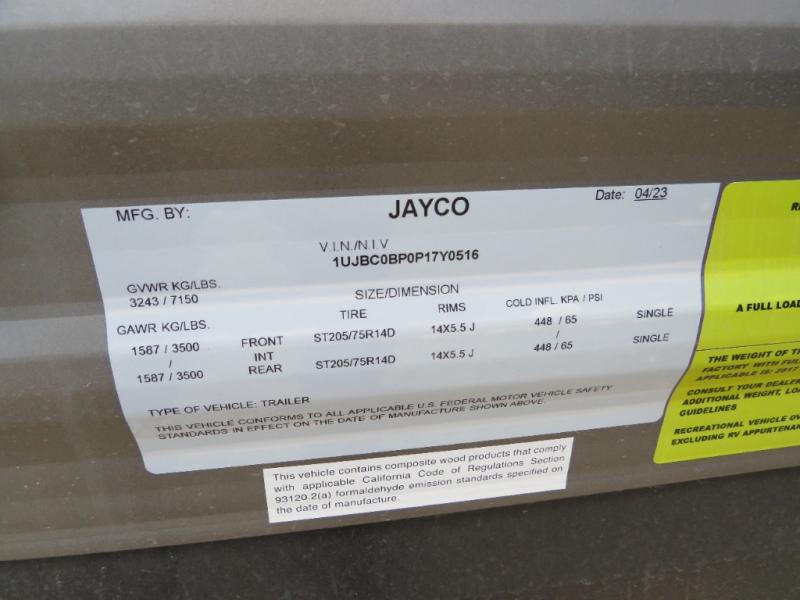 MFG. BY: JAYCO Date: 04/23
V.I.N./N.I.V
1UJBC0BP0P17Y0516
GVWR KG/LBS.
3243 / 7150
SIZE/DIMENSION
TIRE RIMS COLD INFL. KPA / PSI
GAWR KG/LBS.
1587 / 3500 FRONT ST205/75R14D 14X5.5 J 448 / 65 SINGLE
/ INT /
1587 / 3500 REAR ST205/75R14D 14X5.5 J 448 / 65 SINGLE
TYPE OF VEHICLE: TRAILER
THIS VEHICLE CONFORMS TO ALL APPLICABLE U.S. FEDERAL MOTOR VEHICLE SAFETY
STANDARDS IN EFFECT ON THE DATE OF MANUFACTURE SHOWN ABOVE.
This vehicle contains composite wood products that comply
with applicable California Code of Regulations Section
93120.2(a) formaldehyde emission standards specified on
the date of manufacture.
A FULL LOAD
THE WEIGHT OF
FACTORY WITH
APPLICABLE IS: 2017
CONSULT YOUR DEALER
ADDITIONAL WEIGHT,
GUIDELINES
RECREATIONAL VEHICLE
EXCLUDING RV